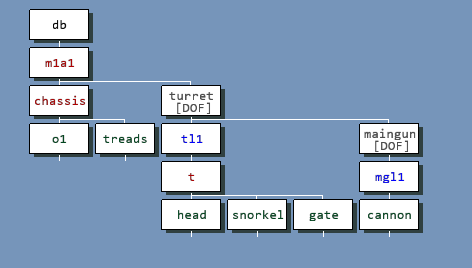 db
m1a1
chassis
turret
[DOF]
o1
treads
tl1
maingun
[DOF]
t
mgl1
head
snorkel
gate
cannon